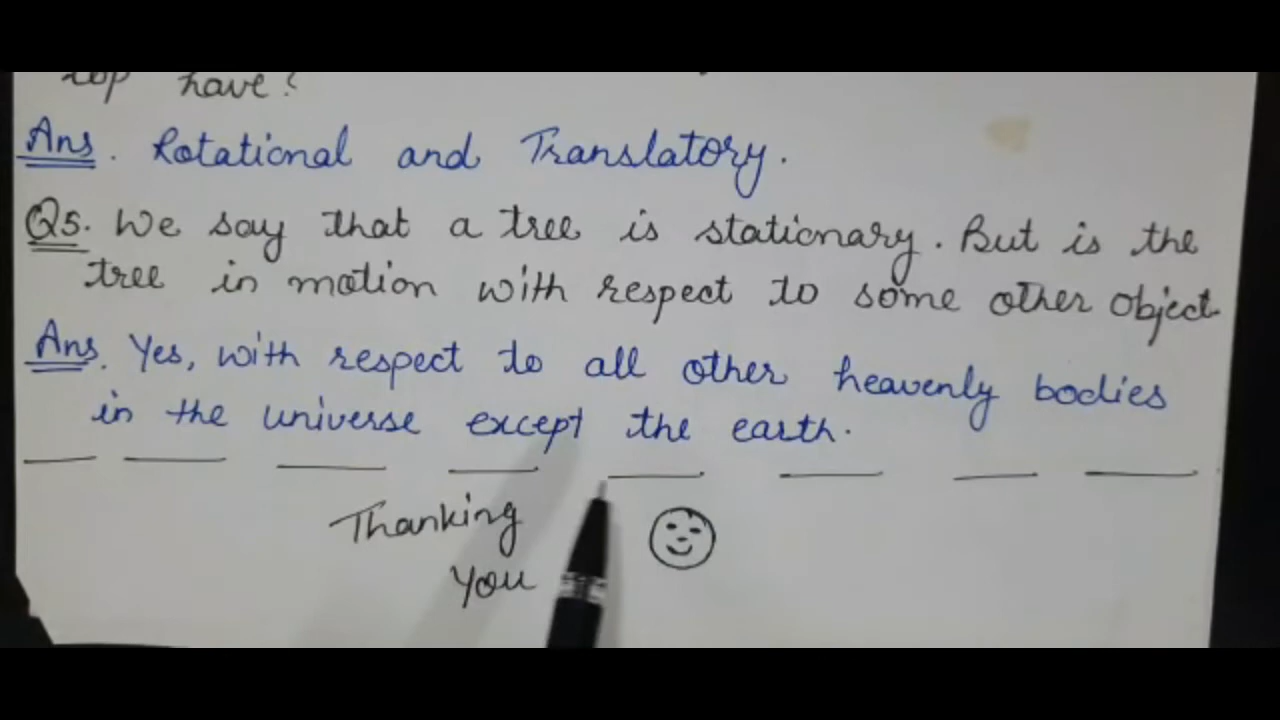 top have?
Ans. Rotational and Translatory.
Q5. We say that a tree is stationary. But is the
tree in motion with respect to some other object.
Ans. Yes, with respect to all other heavenly bodies
in the universe except the earth.
Thanking
You